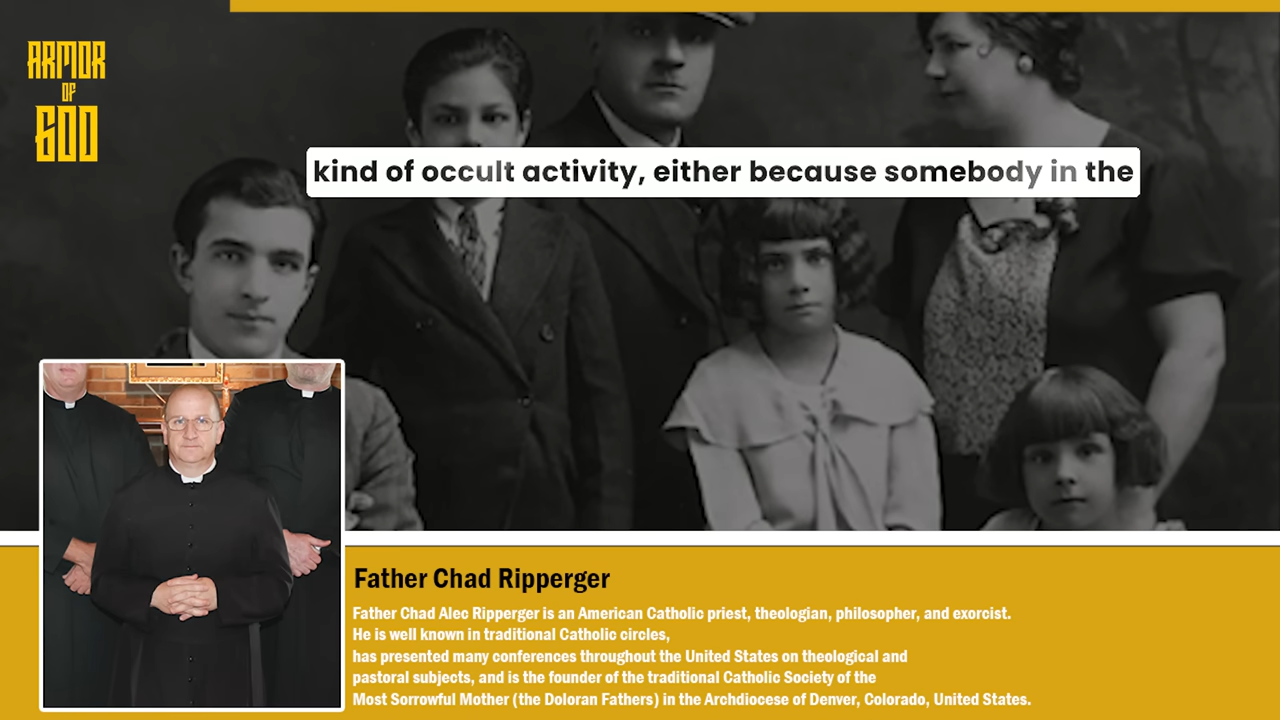 ARMOR
OF
GOD
kind of occult activity, either because somebody in the
Father Chad Ripperger
Father Chad Alec Ripperger is an American Catholic priest, theologian, philosopher, and exorcist.
He is well known in traditional Catholic circles,
has presented many conferences throughout the United States on theological and
pastoral subjects, and is the founder of the traditional Catholic Society of the
Most Sorrowful Mother (the Doloran Fathers) in the Archdiocese of Denver, Colorado, United States.